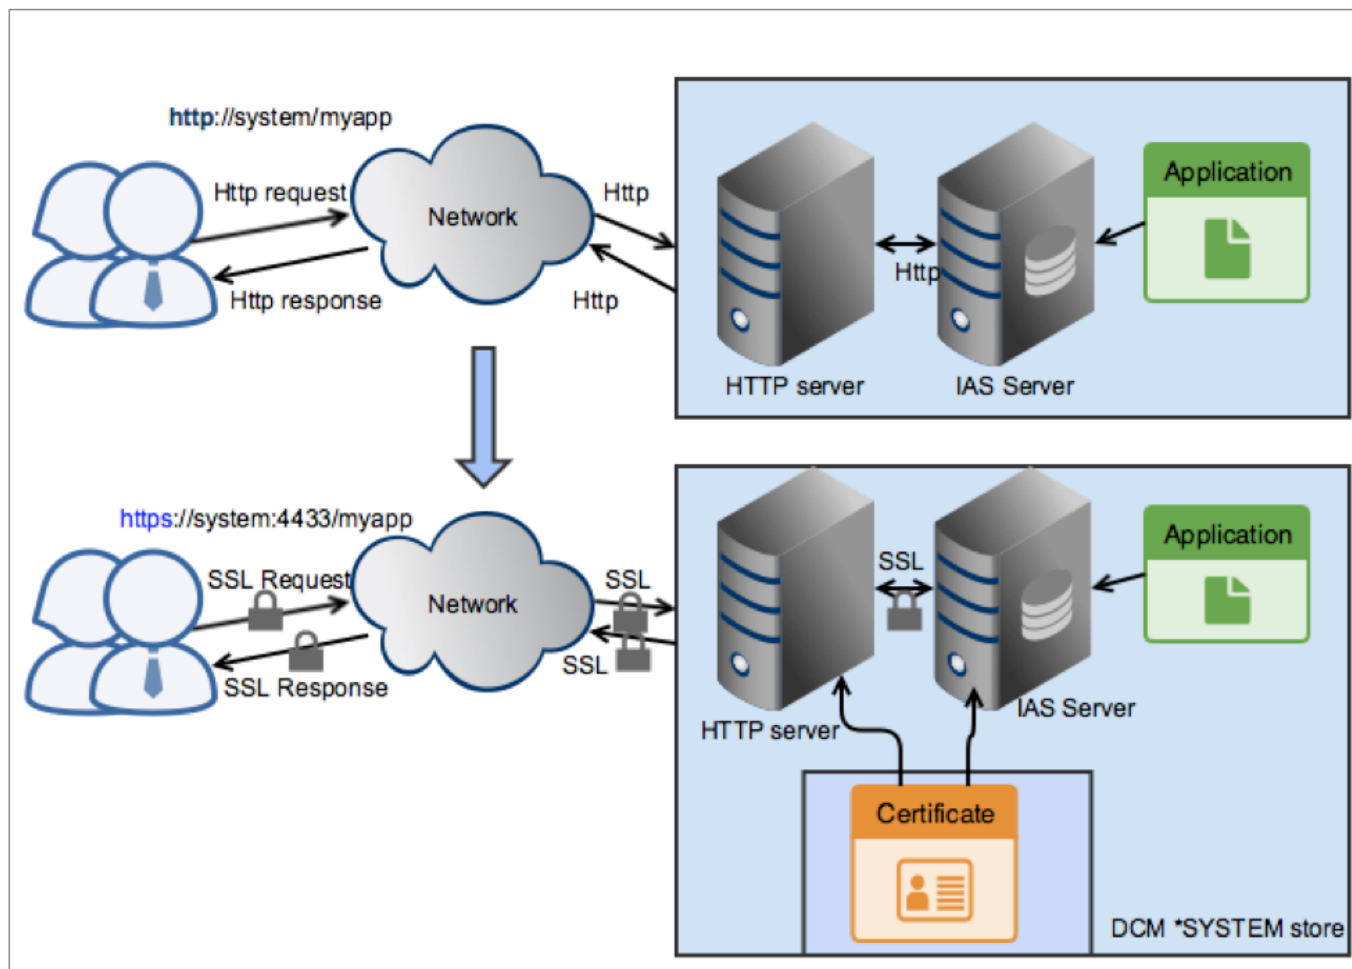 http://system/myapp
Http request
Network
Http
Http response
Http
Http
HTTP server
IAS Server
Application
https://system:4433/myapp
SSL Request
Network
SSL
SSL Response
SSL
SSL
HTTP server
IAS Server
Application
Certificate
DCM *SYSTEM store